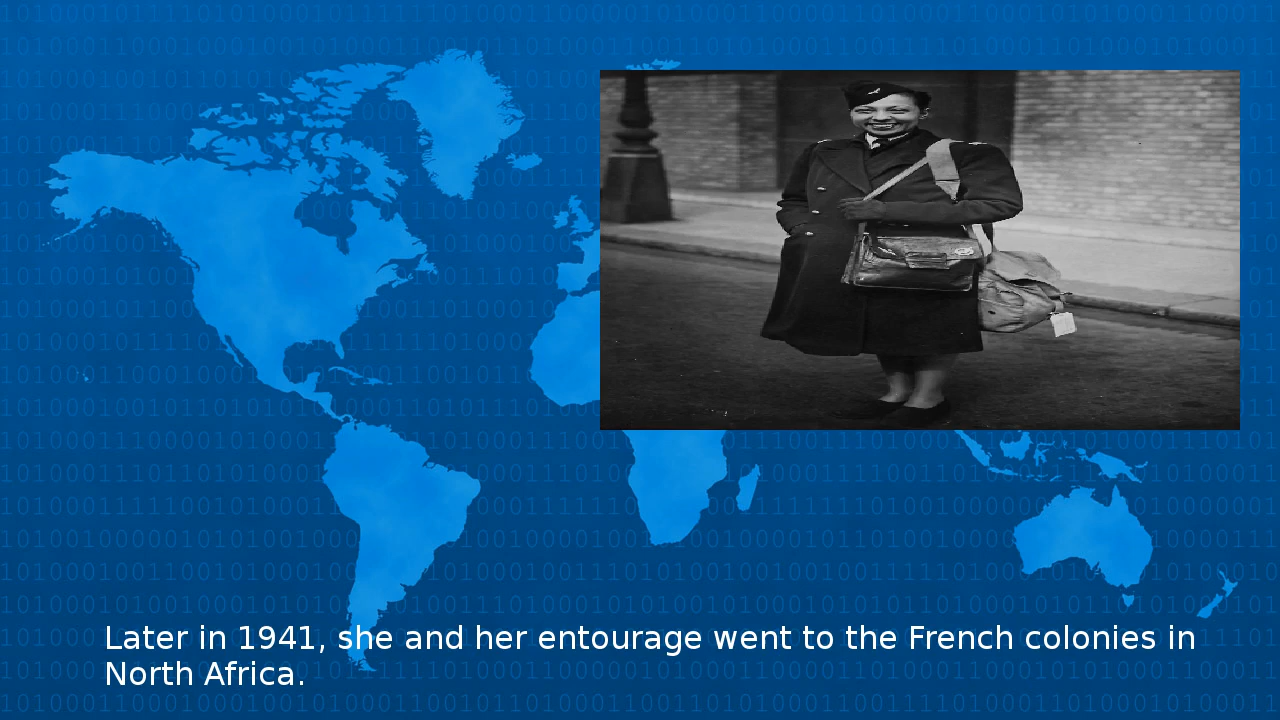 Later in 1941, she and her entourage went to the French colonies in
North Africa.